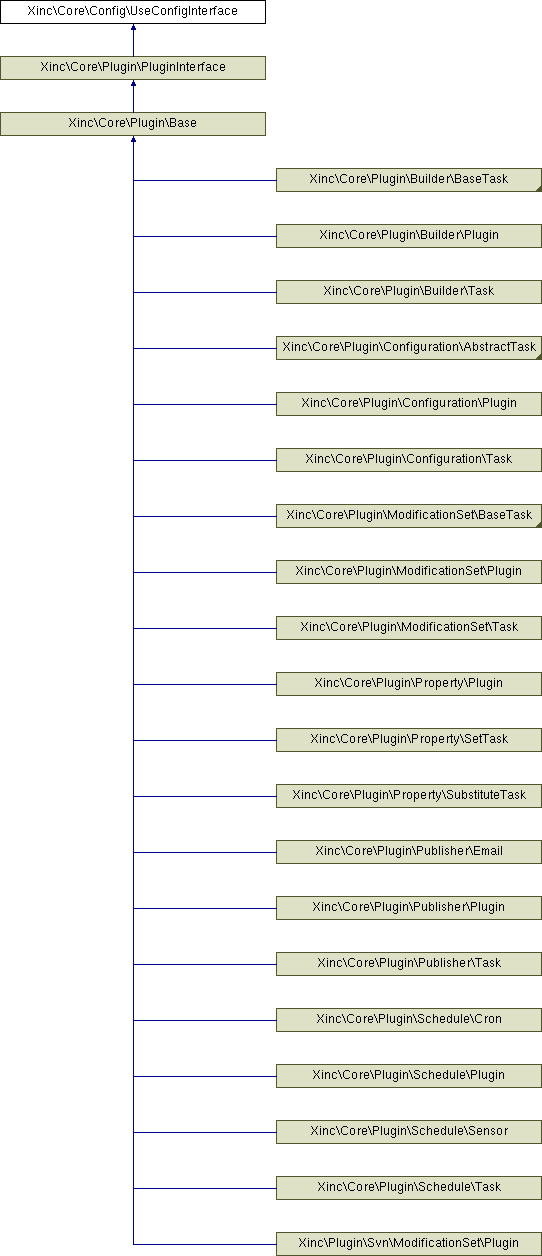 Xinc\Core\Config\UseConfigInterface
Xinc\Core\Plugin\PluginInterface
Xinc\Core\Plugin\Base
Xinc\Core\Plugin\Builder\BaseTask
Xinc\Core\Plugin\Builder\Plugin
Xinc\Core\Plugin\Builder\Task
Xinc\Core\Plugin\Configuration\AbstractTask
Xinc\Core\Plugin\Configuration\Plugin
Xinc\Core\Plugin\Configuration\Task
Xinc\Core\Plugin\ModificationSet\BaseTask
Xinc\Core\Plugin\ModificationSet\Plugin
Xinc\Core\Plugin\ModificationSet\Task
Xinc\Core\Plugin\Property\Plugin
Xinc\Core\Plugin\Property\SetTask
Xinc\Core\Plugin\Property\SubstituteTask
Xinc\Core\Plugin\Publisher\Email
Xinc\Core\Plugin\Publisher\Plugin
Xinc\Core\Plugin\Publisher\Task
Xinc\Core\Plugin\Schedule\Cron
Xinc\Core\Plugin\Schedule\Plugin
Xinc\Core\Plugin\Schedule\Sensor
Xinc\Core\Plugin\Schedule\Task
Xinc\Plugin\Svn\ModificationSet\Plugin